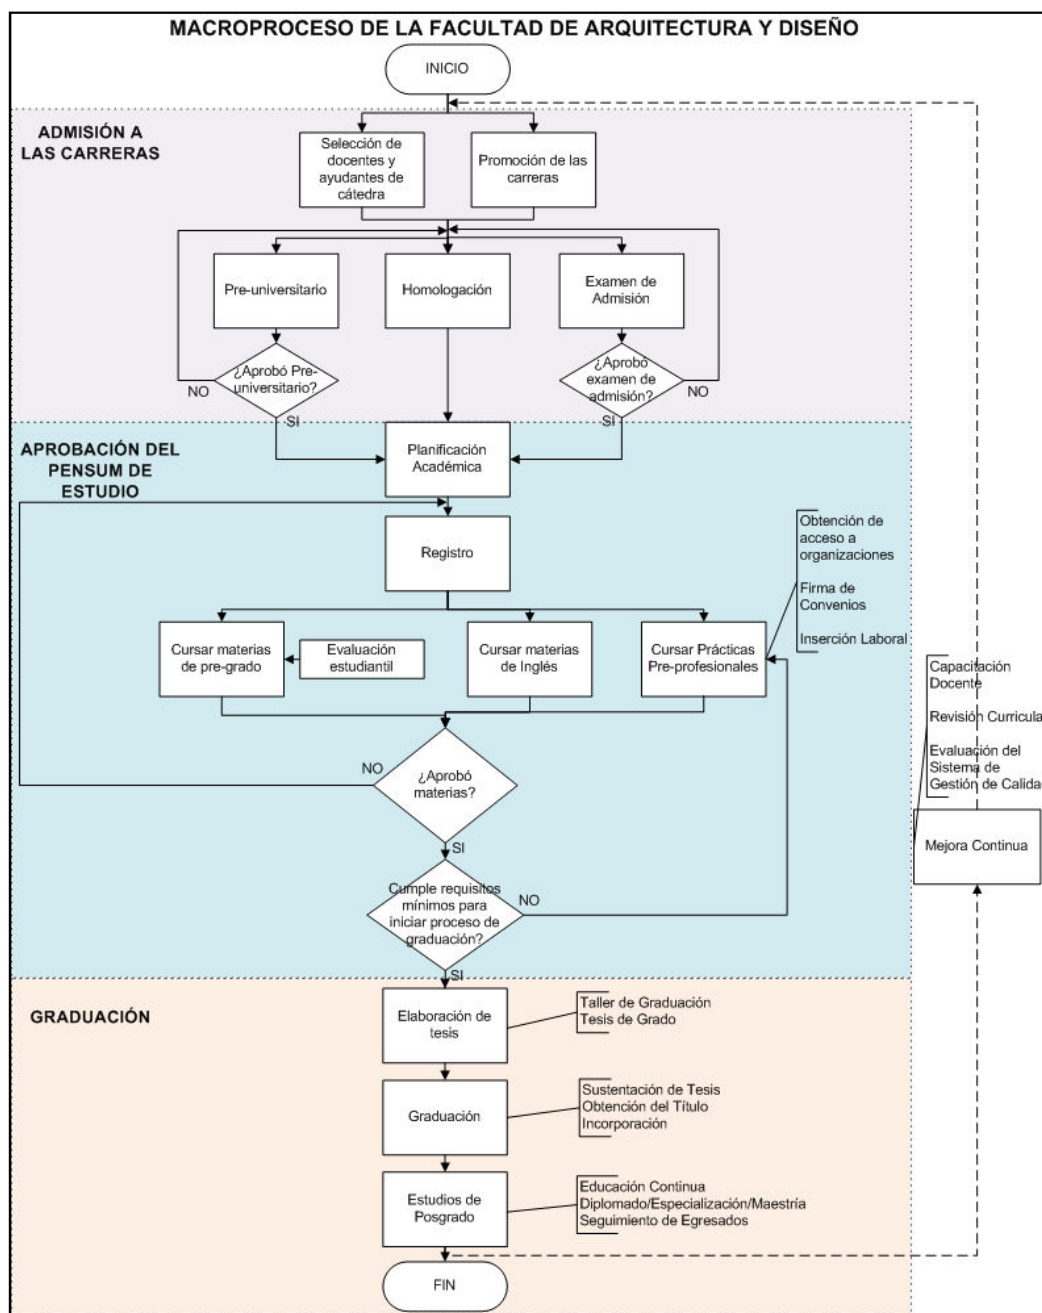 MACROPROCESO DE LA FACULTAD DE ARQUITECTURA Y DISEÑO
INICIO
ADMISIÓN A
LAS CARRERAS
Selección de
docentes y
ayudantes de
cátedra
Promoción de las
carreras
Pre-universitario
Homologación
Examen de
Admisión
¿Aprobó Pre-
universitario?
NO
SI
¿Aprobó
examen de
admisión?
NO
SI
APROBACIÓN DEL
PENSUM DE
ESTUDIO
Planificación
Académica
Registro
Obtención de
acceso a
organizaciones
Firma de
Convenios
Inserción Laboral
Cursar materias
de pre-grado
Evaluación
estudiantil
Cursar materias
de Inglés
Cursar Prácticas
Pre-profesionales
Capacitación
Docente
Revisión Curricula
Evaluación del
Sistema de
Gestión de Calida
Mejora Continua
¿Aprobó
materias?
NO
SI
Cumple requisitos
mínimos para
iniciar proceso de
graduación?
NO
SI
GRADUACIÓN
Elaboración de
tesis
Taller de Graduación
Tesis de Grado
Graduación
Sustentación de Tesis
Obtención del Título
Incorporación
Estudios de
Posgrado
Educación Continua
Diplomado/Especialización/Maestría
Seguimiento de Egresados
FIN